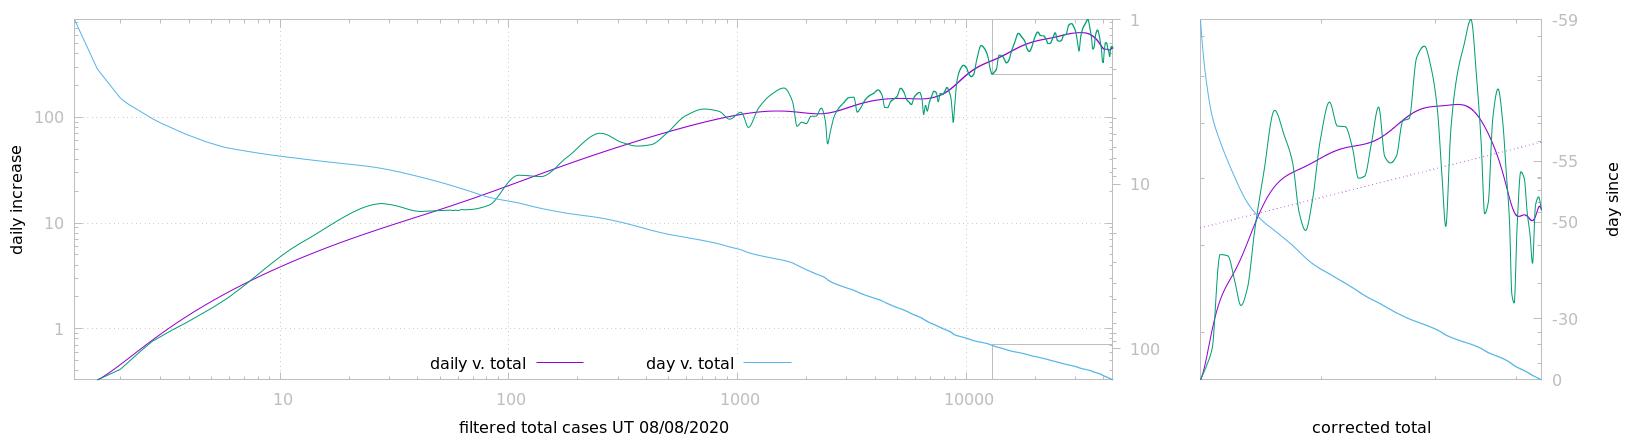 daily increase
100
10
1
10
100
1000
10000
1
10
100
daily v. total
day v. total
filtered total cases UT 08/08/2020
-59
-55
-50
-30
0
day since
corrected total